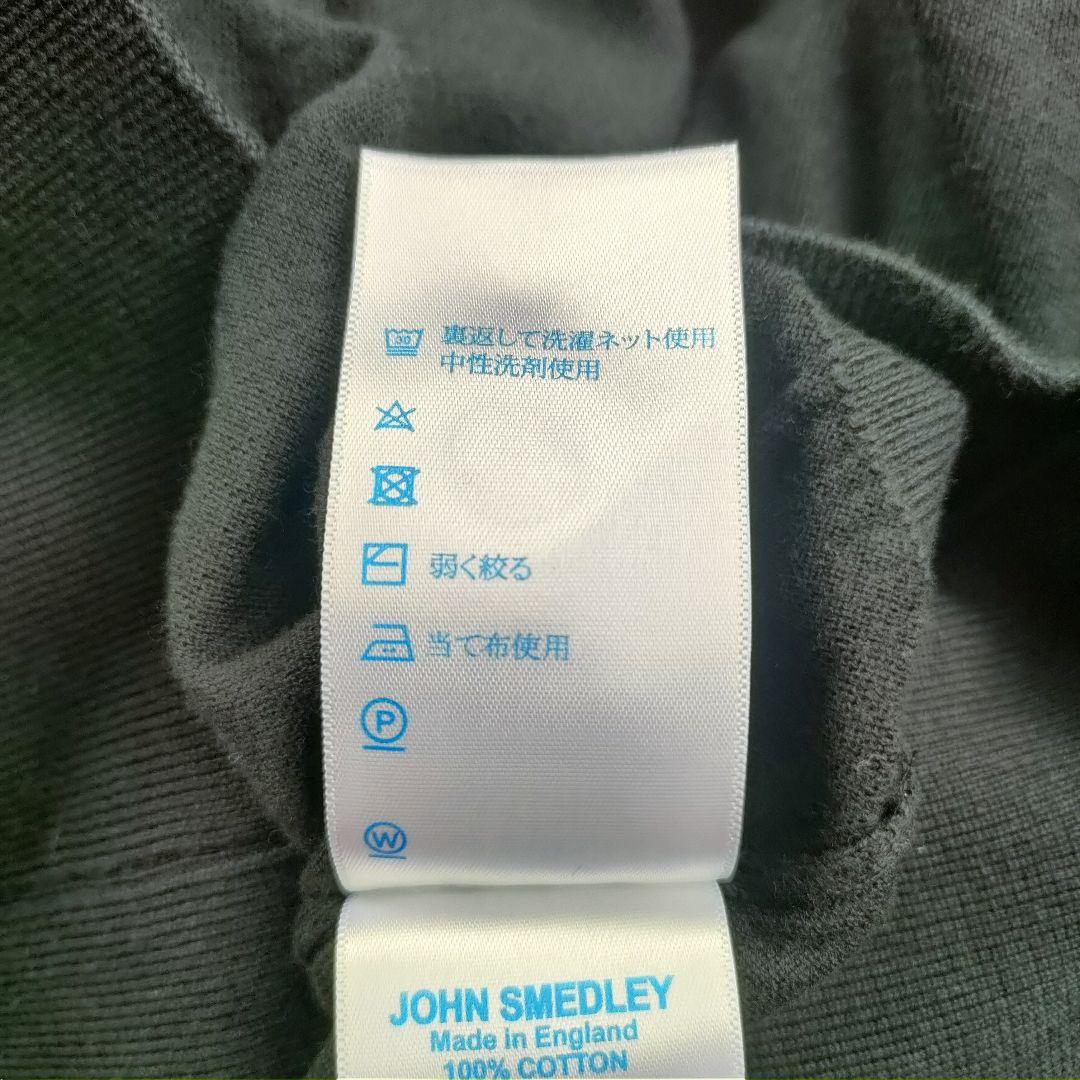 30
裏返して洗濯ネット使用
中性洗剤使用
弱く絞る
当て布使用
P
W
JOHN SMEDLEY
Made in England
100% COTTON